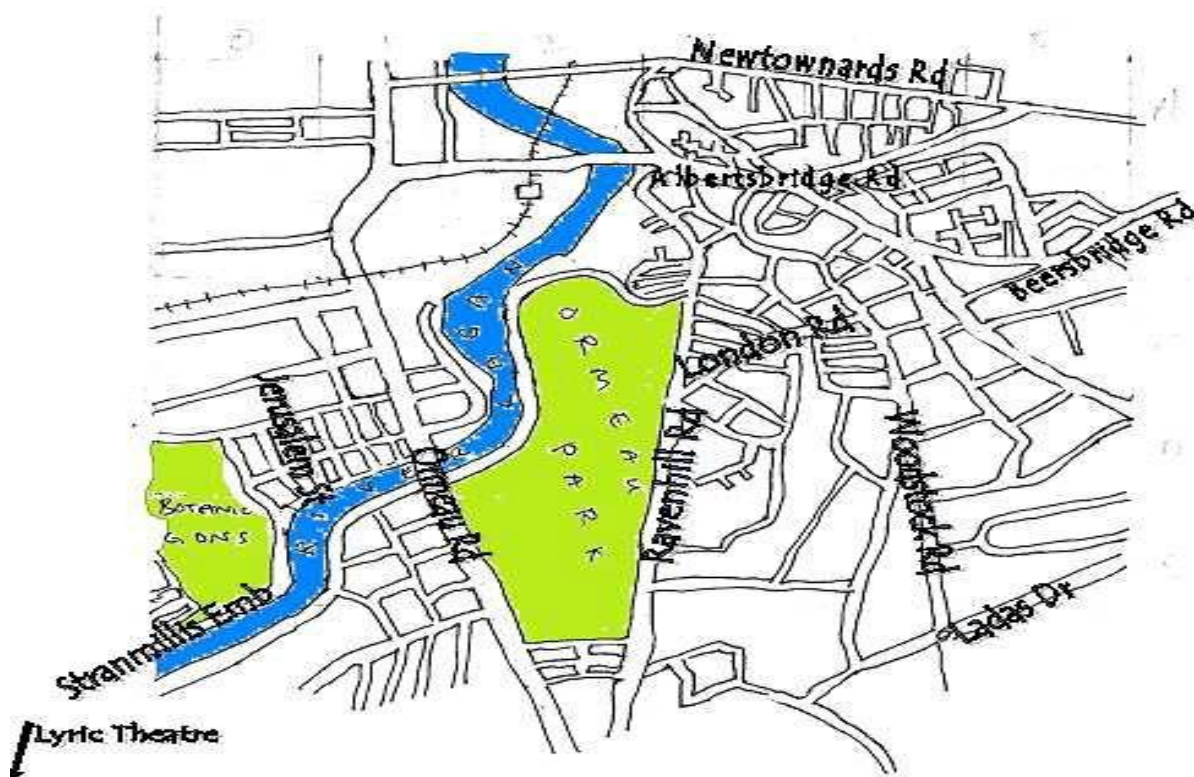 Newtownards Rd
Albertsbridge Rd
Beersbridge Rd
ORMEAU
PARK
London Rd
Jerusalem St
Ormeau Rd
Ravenhill Rd
Woodstock Rd
BOTANIC
GDNS
Stranmillis Emb
Ladas Dr
Lyric Theatre